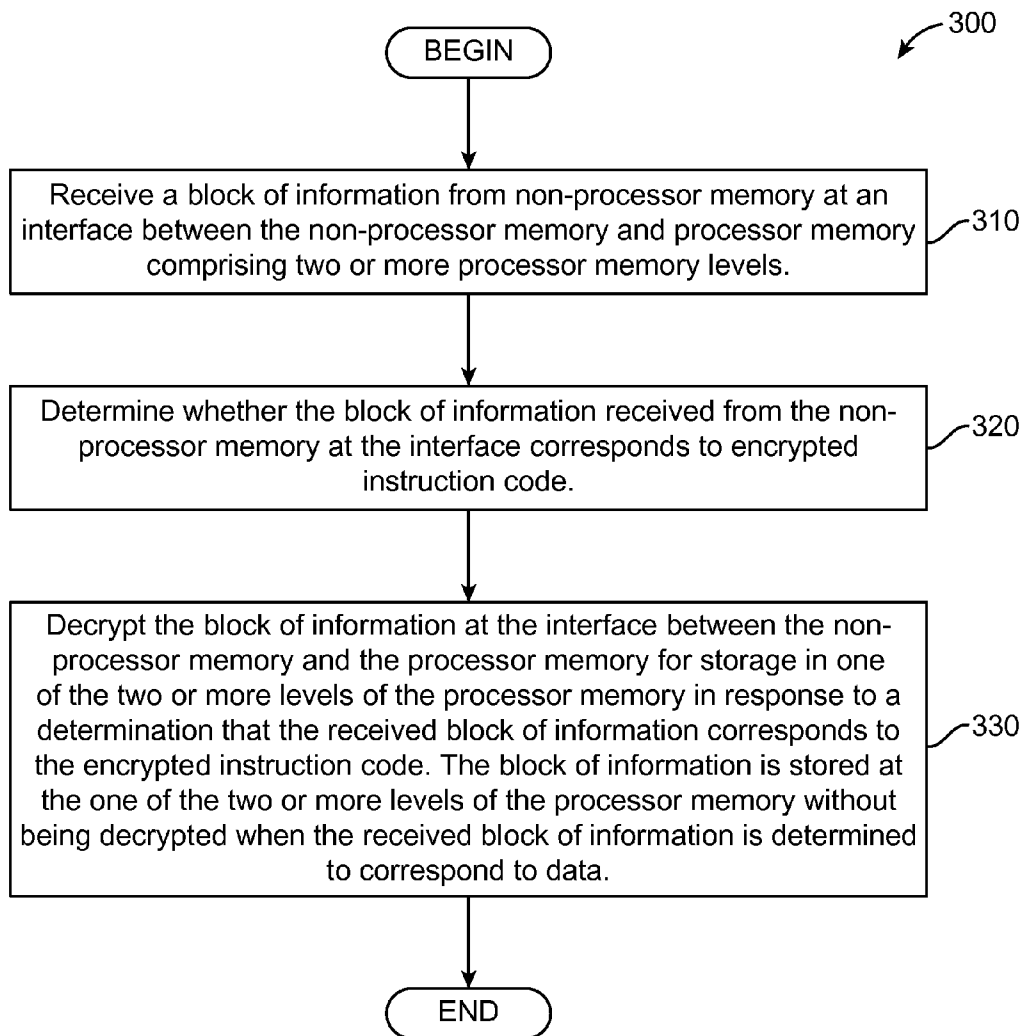 300
BEGIN
Receive a block of information from non-processor memory at an
interface between the non-processor memory and processor memory
comprising two or more processor memory levels.
310
Determine whether the block of information received from the non-
processor memory at the interface corresponds to encrypted
instruction code.
320
Decrypt the block of information at the interface between the non-
processor memory and the processor memory for storage in one
of the two or more levels of the processor memory in response to a
determination that the received block of information corresponds to
the encrypted instruction code. The block of information is stored at
the one of the two or more levels of the processor memory without
being decrypted when the received block of information is determined
to correspond to data.
330
END